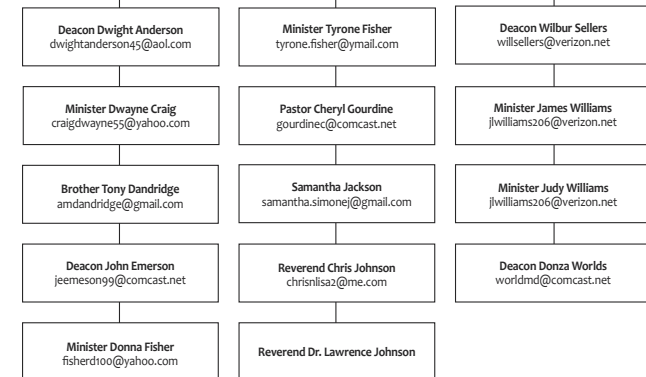 Deacon Dwight Anderson
dwightanderson45@aol.com
Minister Dwayne Craig
craigdwayne55@yahoo.com
Brother Tony Dandridge
amdandridge@gmail.com
Deacon John Emerson
jeemeson99@comcast.net
Minister Donna Fisher
fisherd100@yahoo.com
Minister Tyrone Fisher
tyrone.fisher@ymail.com
Pastor Cheryl Gourdine
gourdinec@comcast.net
Samantha Jackson
samantha.simonej@gmail.com
Reverend Chris Johnson
chrisnlisa2@me.com
Reverend Dr. Lawrence Johnson
Deacon Wilbur Sellers
willsellers@verizon.net
Minister James Williams
jlwilliams206@verizon.net
Minister Judy Williams
jlwilliams206@verizon.net
Deacon Donza Worlds
worldmd@comcast.net